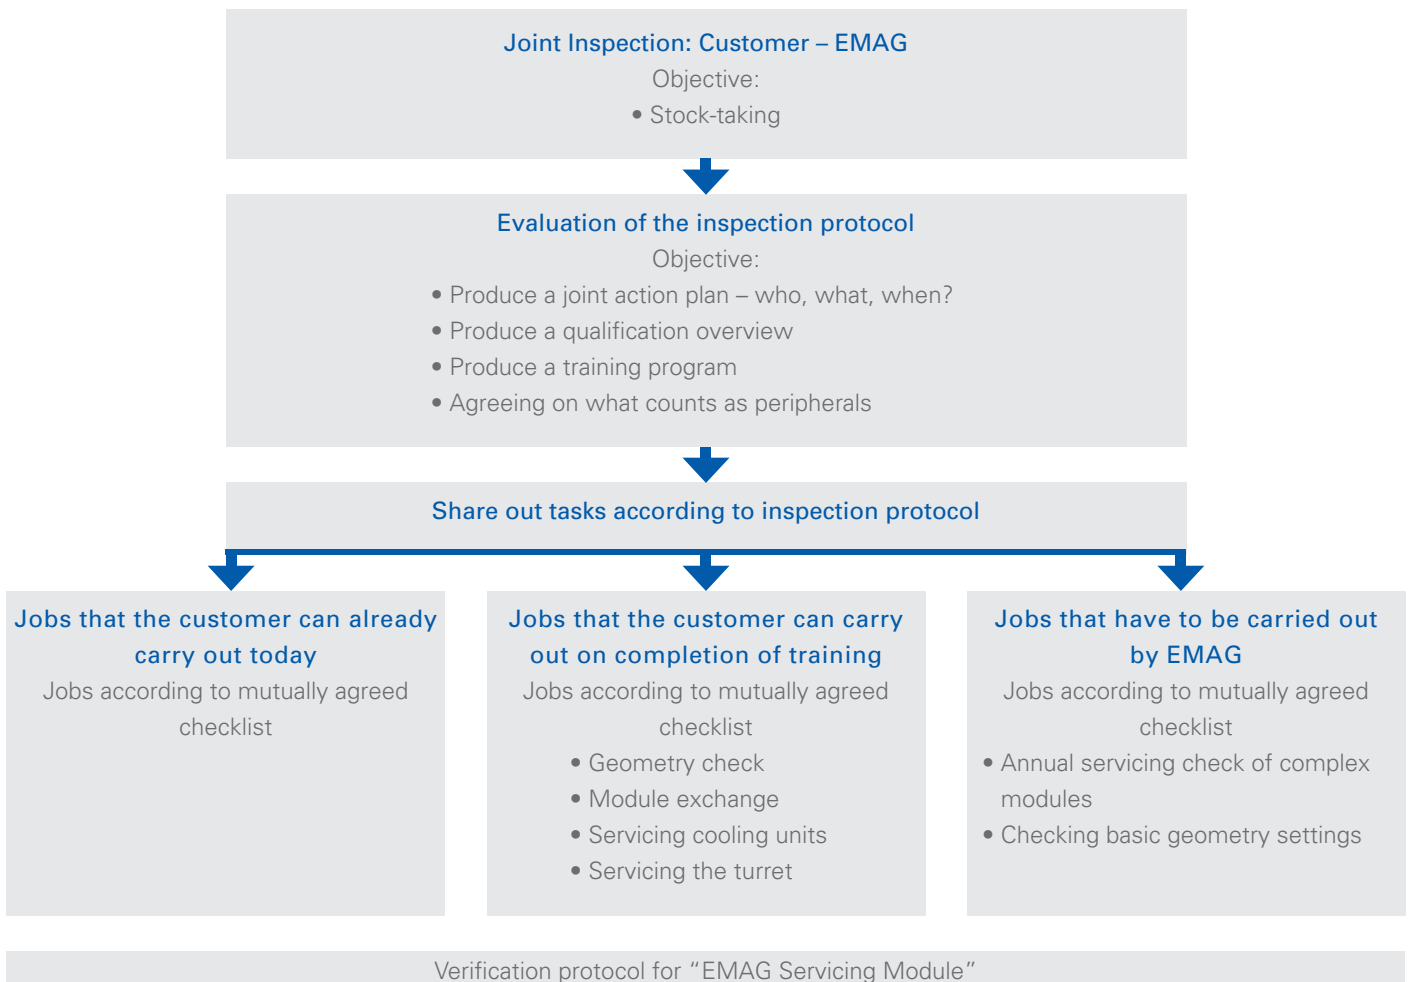 Joint Inspection: Customer – EMAG
Objective:
• Stock-taking
Evaluation of the inspection protocol
Objective:
• Produce a joint action plan – who, what, when?
• Produce a qualification overview
• Produce a training program
• Agreeing on what counts as peripherals
Share out tasks according to inspection protocol
Jobs that the customer can already
carry out today
Jobs according to mutually agreed
checklist
Jobs that the customer can carry
out on completion of training
Jobs according to mutually agreed
checklist
• Geometry check
• Module exchange
• Servicing cooling units
• Servicing the turret
Jobs that have to be carried out
by EMAG
Jobs according to mutually agreed
checklist
• Annual servicing check of complex
modules
• Checking basic geometry settings
Verification protocol for “EMAG Servicing Module”